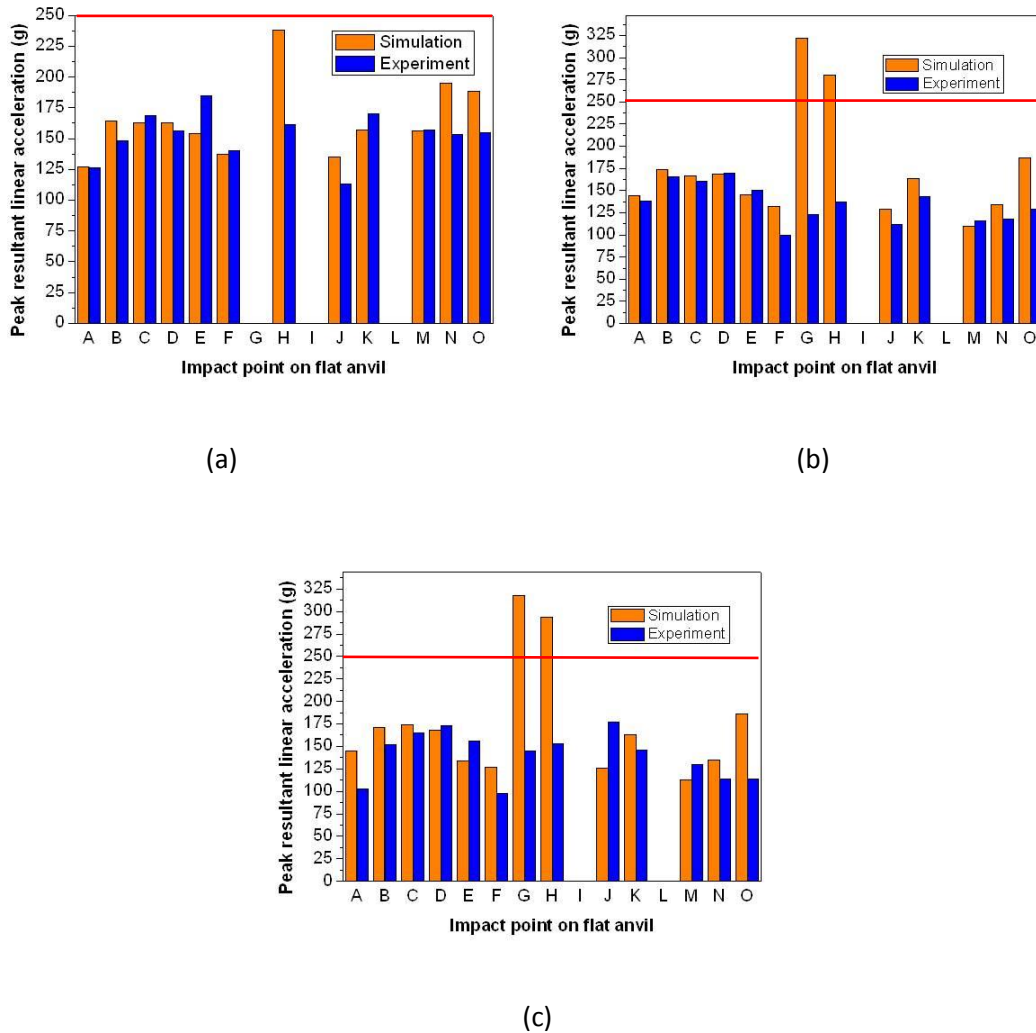 250
225
200
175
150
125
100
75
50
25
0
Peak resultant linear acceleration (g)
Simulation
Experiment
A B C D E F G H I J K L M N O
Impact point on flat anvil
(a)
325
300
275
250
225
200
175
150
125
100
75
50
25
0
Peak resultant linear acceleration (g)
Simulation
Experiment
A B C D E F G H I J K L M N O
Impact point on flat anvil
(b)
325
300
275
250
225
200
175
150
125
100
75
50
25
0
Peak resultant linear acceleration (g)
Simulation
Experiment
A B C D E F G H I J K L M N O
Impact point on flat anvil
(c)